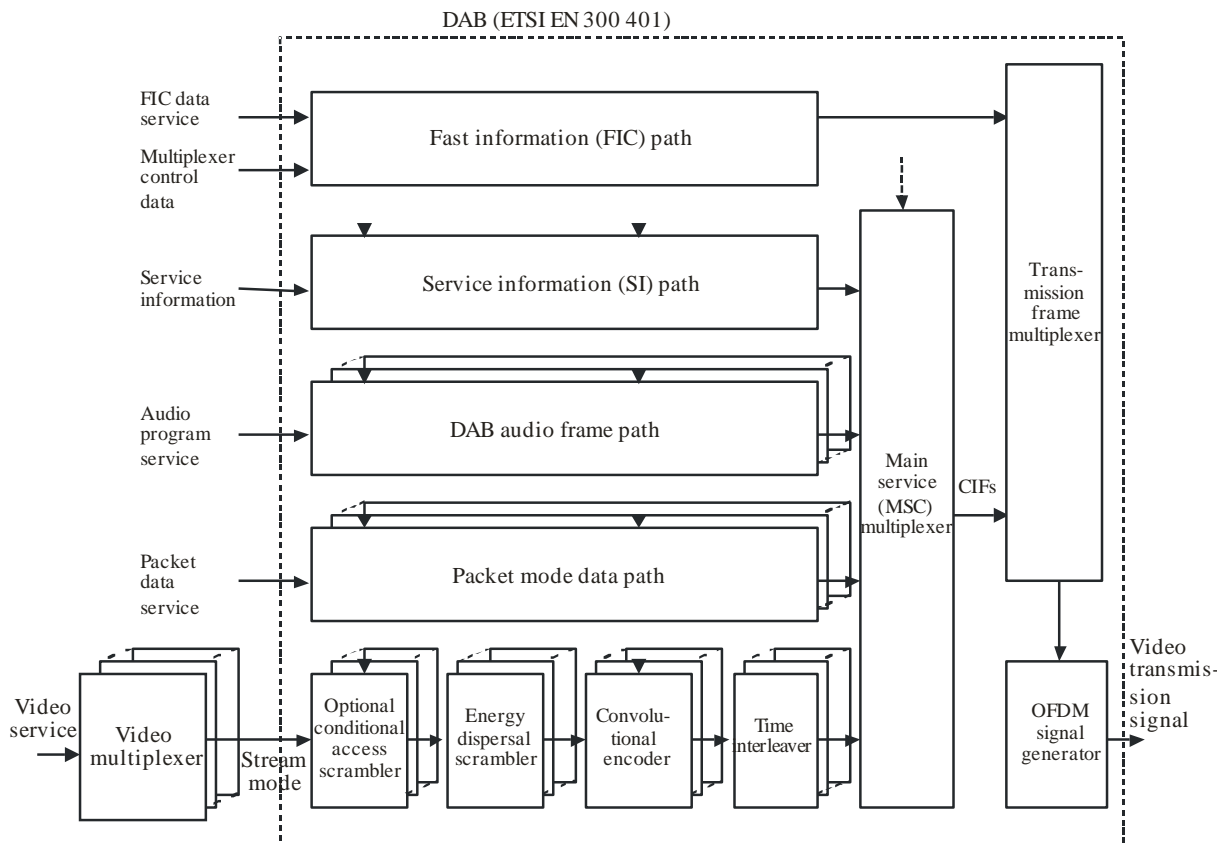 DAB (ETSI EN 300 401)
FIC data
service
Multiplexer
control
data
Fast information (FIC) path
Service
information
Service information (SI) path
Trans-
mission
frame
multiplexer
Audio
program
service
DAB audio frame path
Main
service
(MSC)
multiplexer
CIFs
Packet
data
service
Packet mode data path
Video
service
Video
multiplexer
Stream
mode
Optional
conditional
access
scrambler
Energy
dispersal
scrambler
Convolu-
tional
encoder
Time
interleaver
OFDM
signal
generator
Video
transmis-
sion
signal